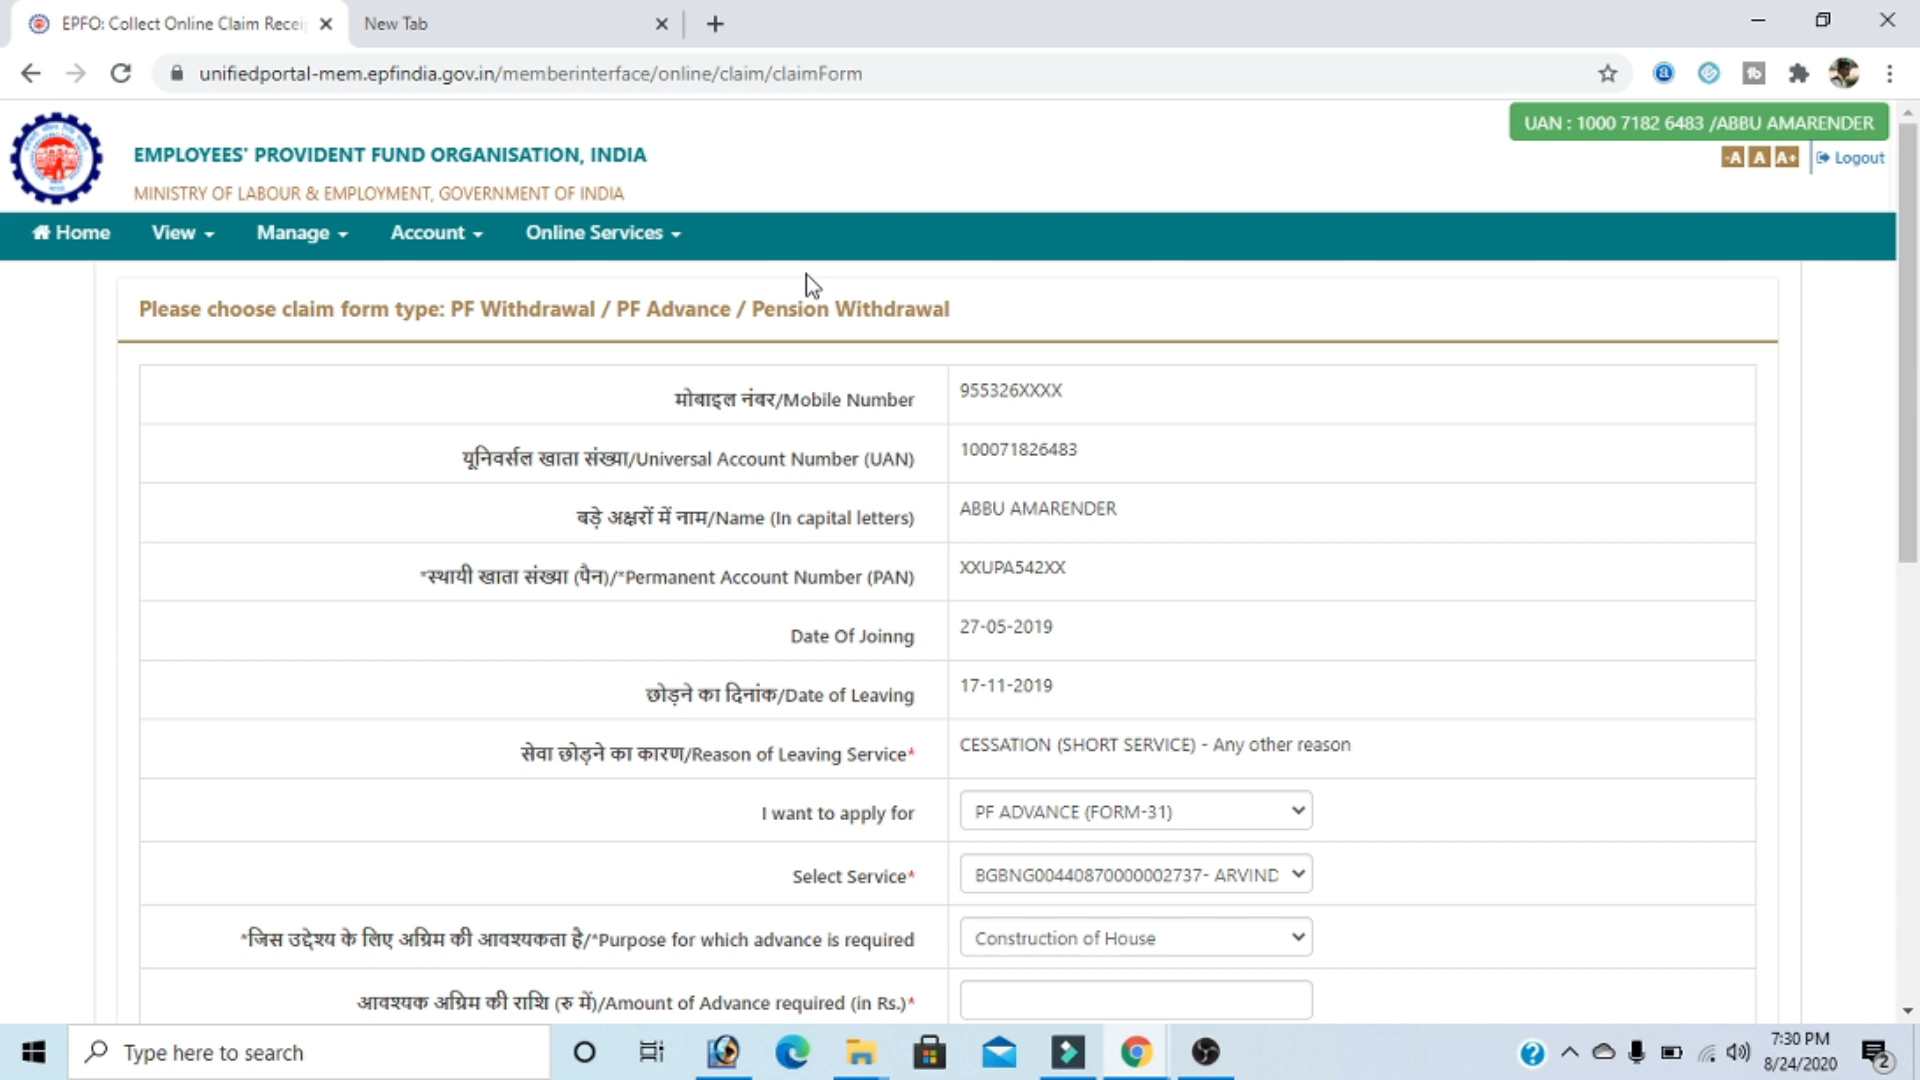 EPFO: Collect Online Claim Recei
New Tab
unifiedportal-mem.epfindia.gov.in/memberinterface/online/claim/claimForm
UAN : 1000 7182 6483 /ABBU AMARENDER
EMPLOYEES' PROVIDENT FUND ORGANISATION, INDIA
-A A A+ Logout
MINISTRY OF LABOUR & EMPLOYMENT, GOVERNMENT OF INDIA
Home View Manage Account Online Services
Please choose claim form type: PF Withdrawal / PF Advance / Pension Withdrawal
मोबाइल नंबर/Mobile Number 955326XXXX
यूनिवर्सल खाता संख्या/Universal Account Number (UAN) 100071826483
बड़े अक्षरों में नाम/Name (In capital letters) ABBU AMARENDER
*स्थायी खाता संख्या (पैन)/*Permanent Account Number (PAN) XXUPA542XX
Date Of Joinng 27-05-2019
छोड़ने का दिनांक/Date of Leaving 17-11-2019
सेवा छोड़ने का कारण/Reason of Leaving Service* CESSATION (SHORT SERVICE) - Any other reason
I want to apply for PF ADVANCE (FORM-31)
Select Service* BGBNG00440870000002737- ARVIND
*जिस उद्देश्य के लिए अग्रिम की आवश्यकता है/*Purpose for which advance is required Construction of House
आवश्यक अग्रिम की राशि (रु में)/Amount of Advance required (in Rs.)*
Type here to search
7:30 PM
8/24/2020
2